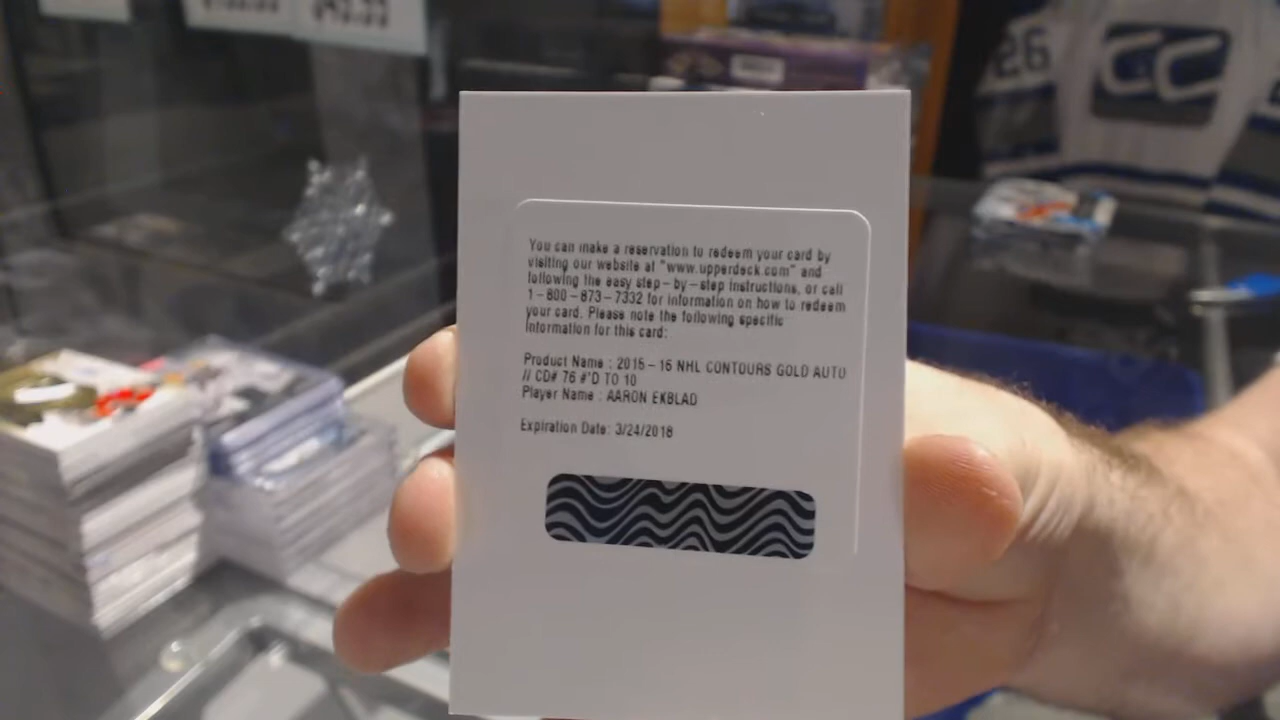 26
CC
You can make a reservation to redeem your card by
visiting our website at "www.upperdeck.com" and
following the easy step-by-step instructions, or call
1-800-873-7332 for information on how to redeem
your card. Please note the following specific
information for this card:
Product Name : 2015-16 NHL CONTOURS GOLD AUTO
// CD# 76 #'D TO 10
Player Name : AARON EKBLAD
Expiration Date: 3/24/2018